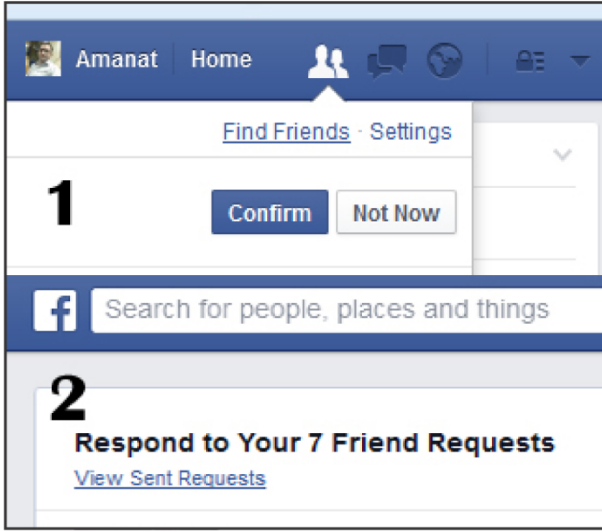 Amanat Home
Find Friends · Settings
1
Confirm Not Now
f Search for people, places and things
2
Respond to Your 7 Friend Requests
View Sent Requests